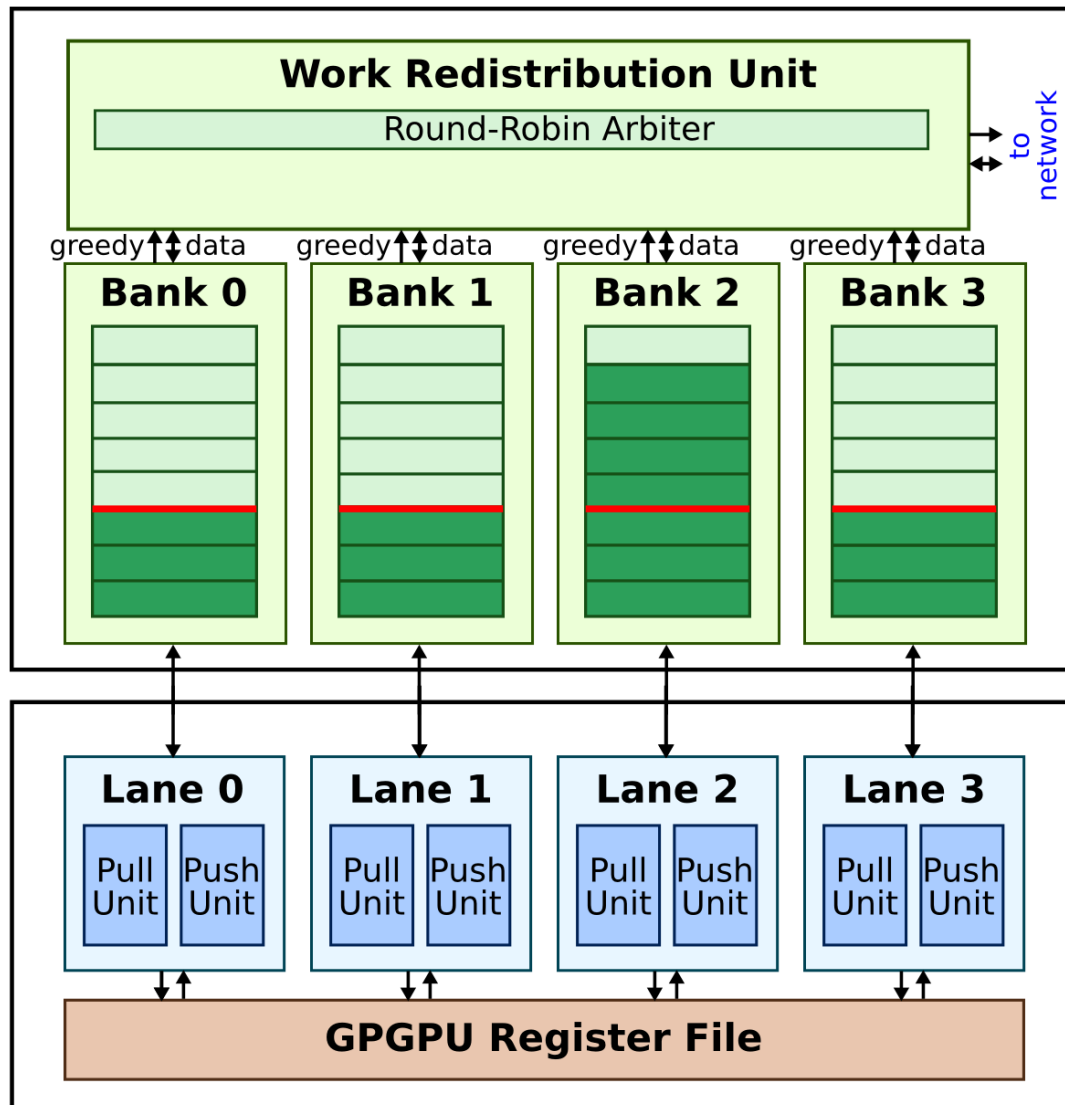 Work Redistribution Unit
Round-Robin Arbiter
to
network
greedy data greedy data greedy data greedy data
Bank 0 Bank 1 Bank 2 Bank 3
Lane 0 Lane 1 Lane 2 Lane 3
Pull Push Pull Push Pull Push Pull Push
Unit Unit Unit Unit Unit Unit Unit Unit
GPGPU Register File